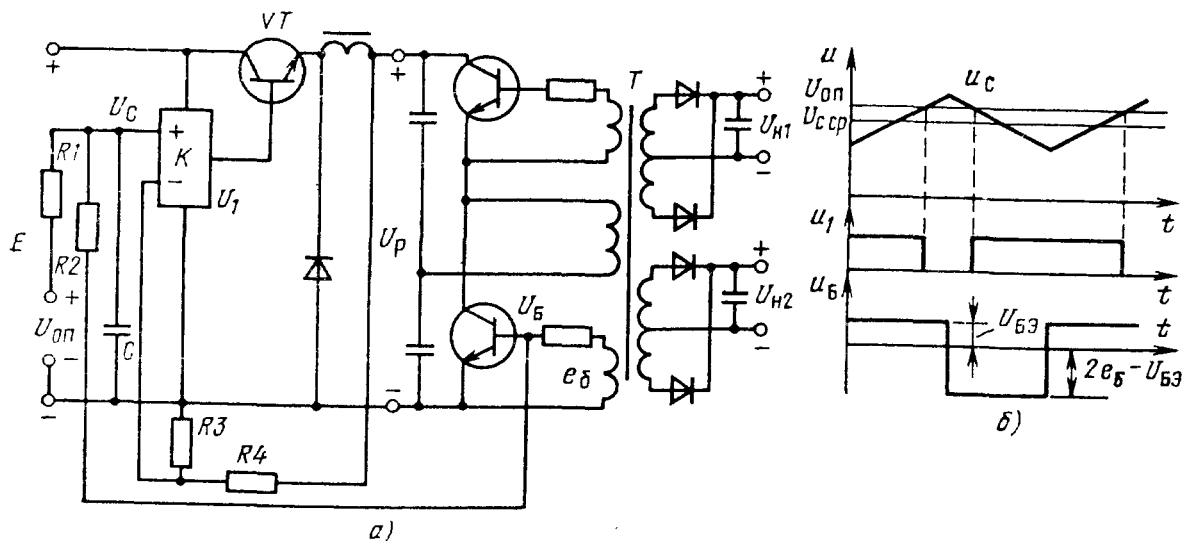 VT
+
+
T
+
U_C
+
К
−
U_1
R1
E
R2
+
U_оп
−
−
C
U_р
U_Б
e_б
U_н1
−
+
U_н2
−
−
R3
R4
а)
u
u_C
U_оп
U_С ср
t
u_1
t
u_Б
t
U_БЭ
2e_Б − U_БЭ
б)